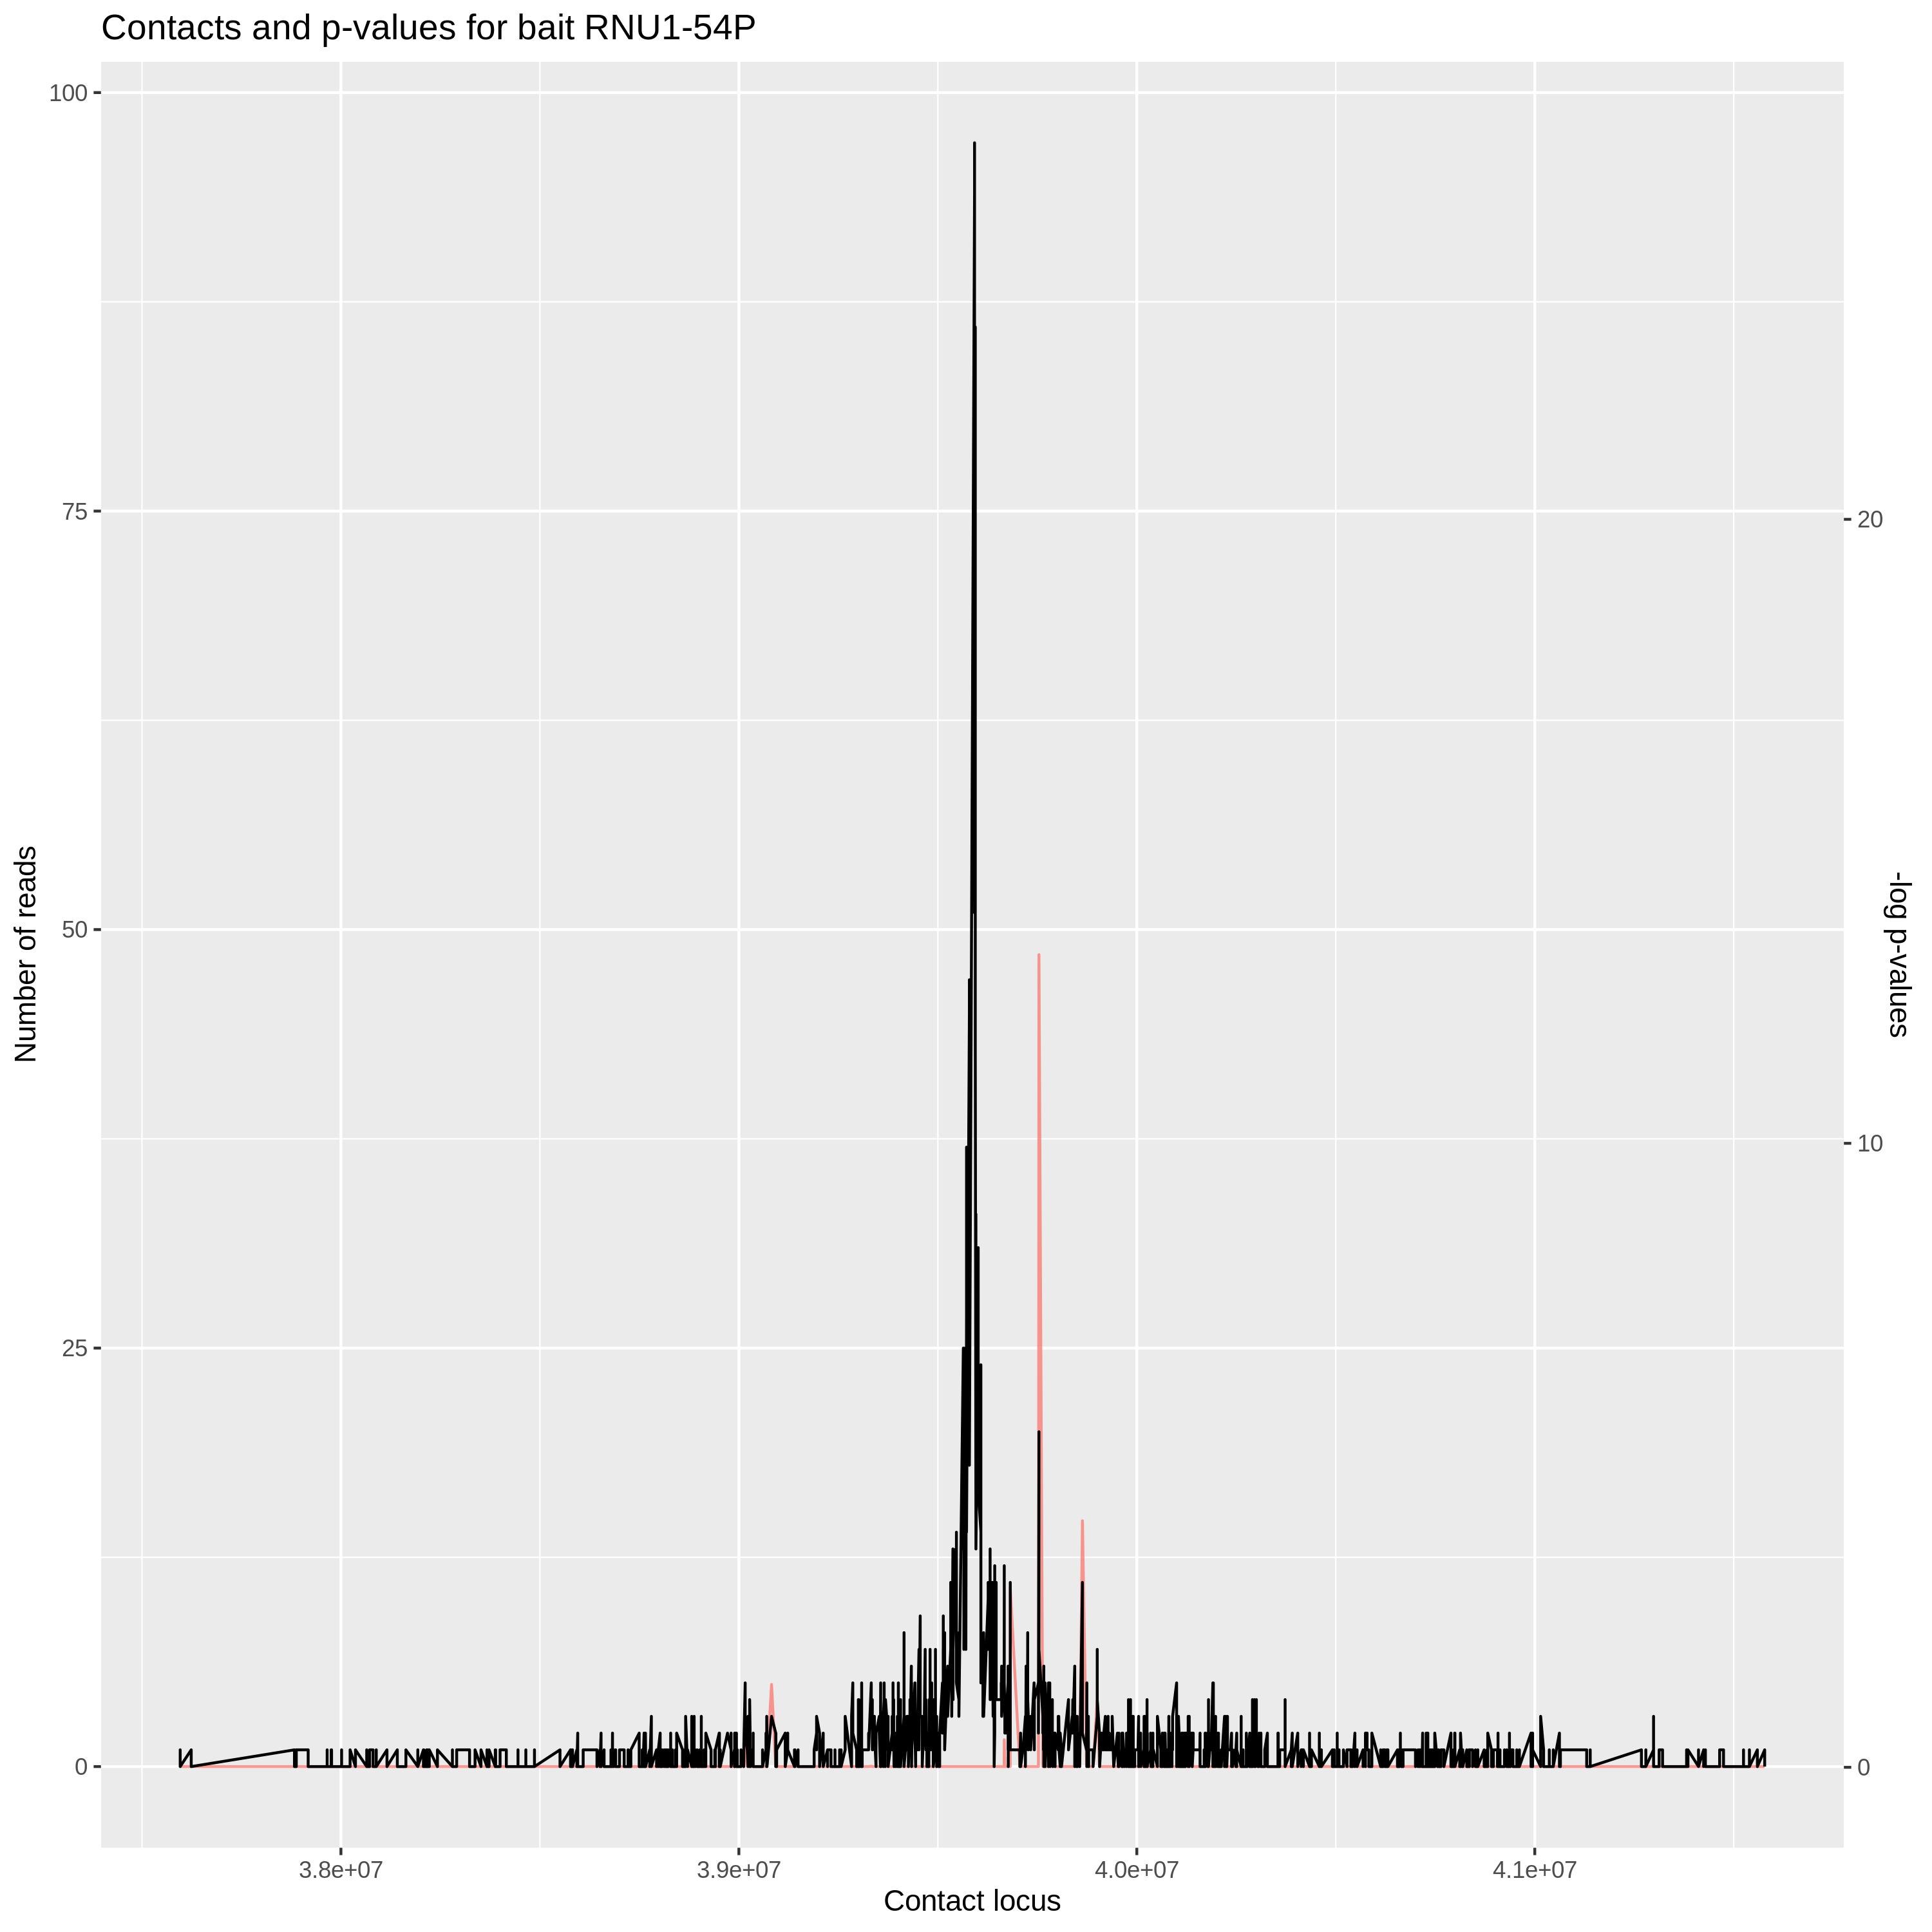 Contacts and p-values for bait RNU1-54P
100
75
50
25
0
Number of reads
20
10
0
-log p-values
3.8e+07
3.9e+07
4.0e+07
4.1e+07
Contact locus